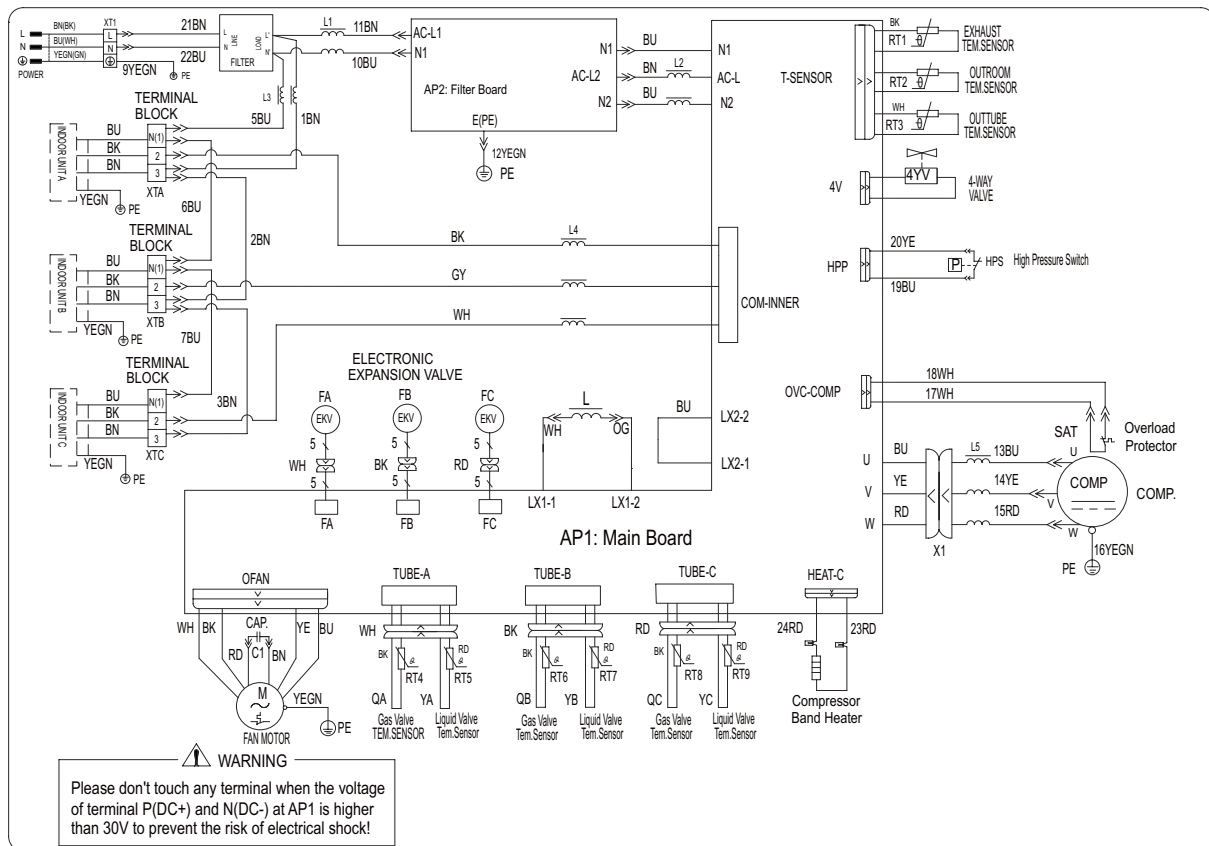 L
N
POWER
BN(BK)
BU(WH)
YEGN(GN)
XT1
L
N
9YEGN
PE
21BN
22BU
L
N
LINE
LOAD
L'
N'
FILTER
L1
11BN
10BU
AC-L1
N1
AP2: Filter Board
E(PE)
12YEGN
PE
N1
AC-L2
N2
BU
BN
L2
BU
N1
AC-L
N2
T-SENSOR
BK
RT1
EXHAUST
TEM.SENSOR
RT2
OUTROOM
TEM.SENSOR
WH
RT3
OUTTUBE
TEM.SENSOR
4V
4YV
4-WAY
VALVE
HPP
20YE
19BU
P
HPS
High Pressure Switch
L3
5BU
1BN
TERMINAL
BLOCK
INDOOR UNIT A
BU
BK
BN
YEGN
PE
N(1)
2
3
XTA
6BU
2BN
TERMINAL
BLOCK
INDOOR UNIT B
BU
BK
BN
YEGN
PE
N(1)
2
3
XTB
7BU
3BN
TERMINAL
BLOCK
INDOOR UNIT C
BU
BK
BN
YEGN
PE
N(1)
2
3
XTC
BK
L4
GY
WH
COM-INNER
ELECTRONIC
EXPANSION VALVE
FA
FB
FC
EKV
EKV
EKV
5
5
5
WH
BK
RD
5
5
5
FA
FB
FC
L
WH
OG
LX1-1
LX1-2
BU
LX2-2
LX2-1
OVC-COMP
18WH
17WH
SAT
Overload
Protector
U
V
W
BU
YE
RD
X1
L5
13BU
14YE
15RD
U
V
W
COMP
COMP.
16YEGN
PE
AP1: Main Board
OFAN
WH
BK
CAP.
C1
RD
BN
YE
BU
M
YEGN
PE
FAN MOTOR
TUBE-A
WH
BK
RT4
RD
RT5
QA
YA
Gas Valve
TEM.SENSOR
Liquid Valve
Tem.Sensor
TUBE-B
BK
BK
RT6
RD
RT7
QB
YB
Gas Valve
Tem.Sensor
Liquid Valve
Tem.Sensor
TUBE-C
RD
BK
RT8
RD
RT9
QC
YC
Gas Valve
Tem.Sensor
Liquid Valve
Tem.Sensor
HEAT-C
24RD
23RD
Compressor
Band Heater
WARNING
Please don't touch any terminal when the voltage
of terminal P(DC+) and N(DC-) at AP1 is higher
than 30V to prevent the risk of electrical shock!